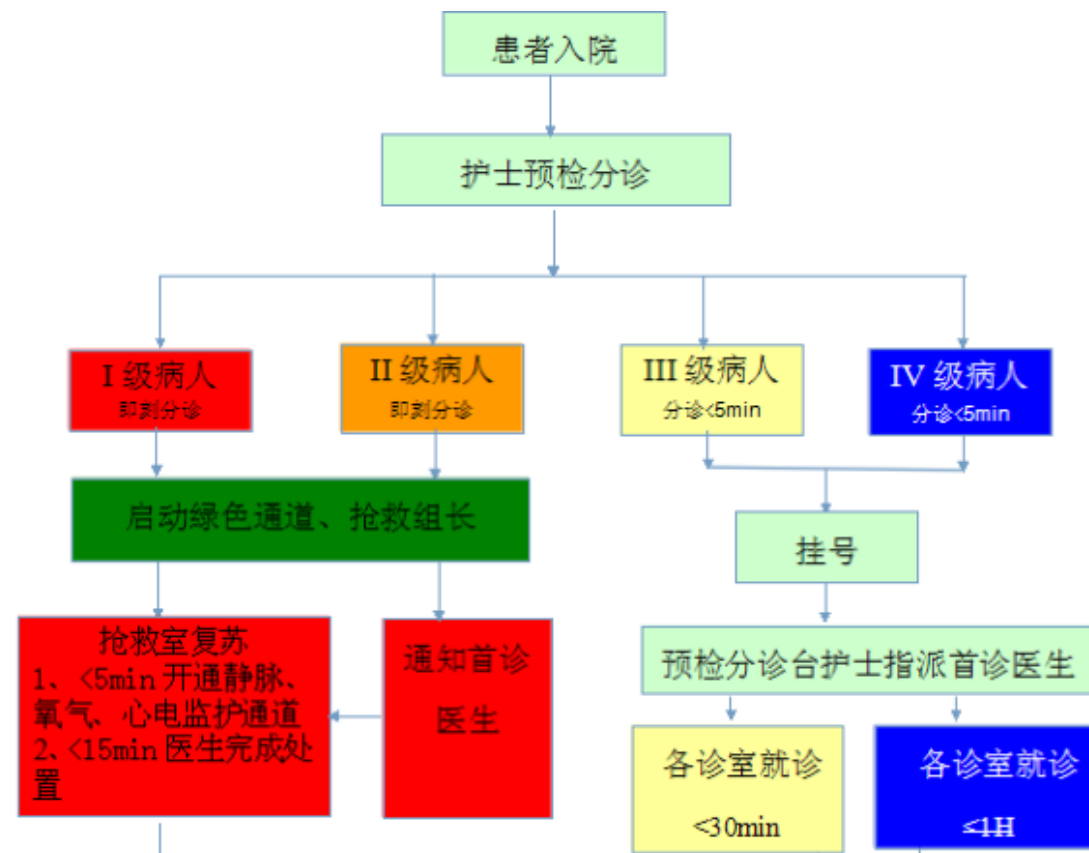 患者入院
护士预检分诊
I 级病人
即刻分诊
II 级病人
即刻分诊
III 级病人
分诊<5min
IV 级病人
分诊<5min
启动绿色通道、抢救组长
挂号
抢救室复苏
1、<5min 开通静脉、
氧气、心电监护通道
2、<15min 医生完成处
置
通知首诊
医生
预检分诊台护士指派首诊医生
各诊室就诊
<30min
各诊室就诊
≤1H